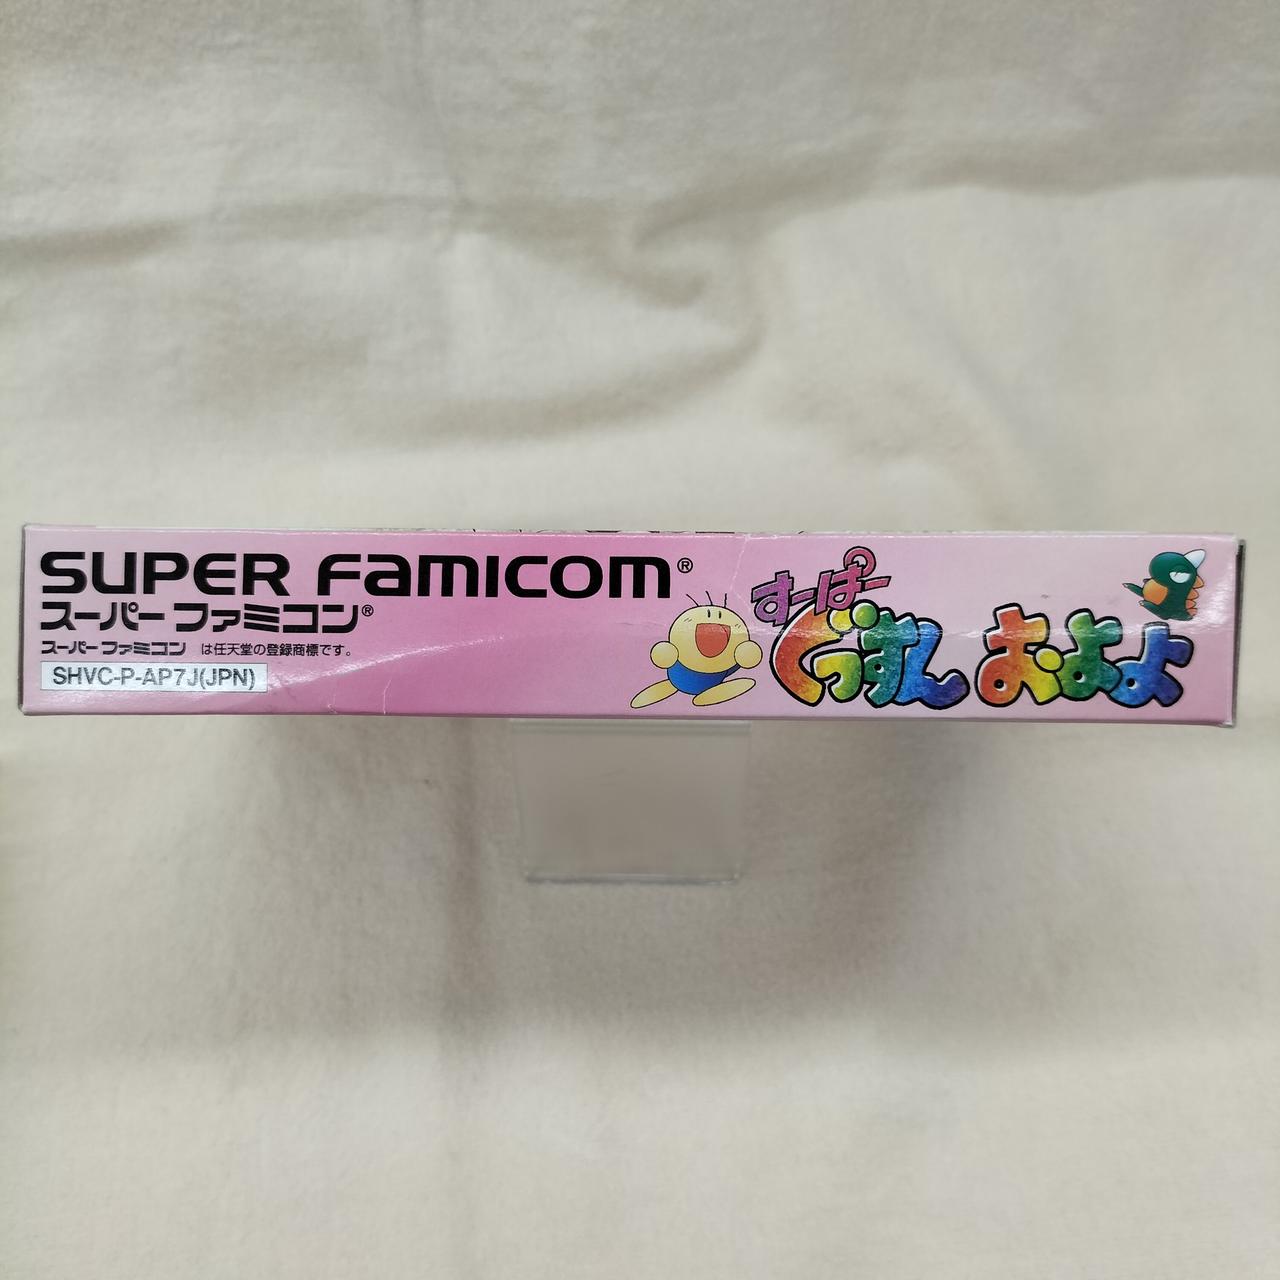 SUPER FAMICOM®
スーパーファミコン®
スーパーファミコン は任天堂の登録商標です。
SHVC-P-AP7J(JPN)
すーぱー
ぐっすん およよ